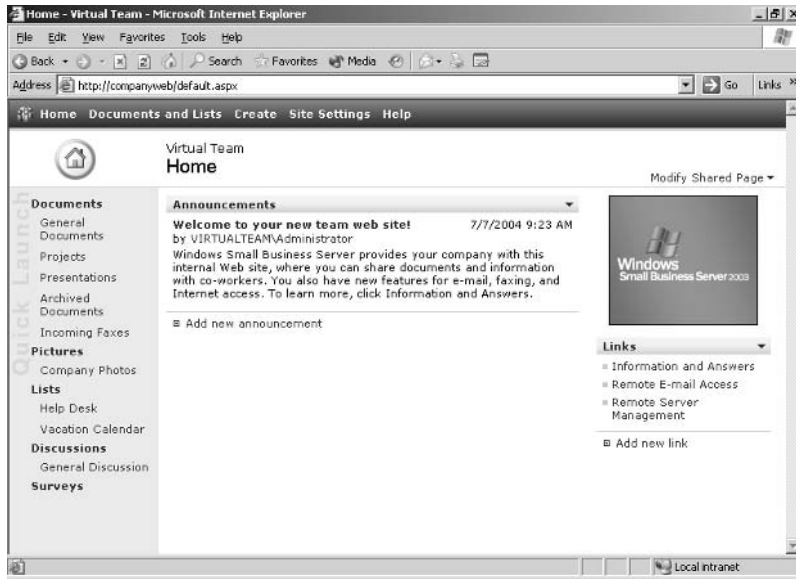 Home - Virtual Team - Microsoft Internet Explorer
File Edit View Favorites Tools Help
Back Search Favorites Media
Address http://companyweb/default.aspx Go Links »
Home Documents and Lists Create Site Settings Help
Virtual Team
Home
Modify Shared Page
Quick Launch
Documents
General
Documents
Projects
Presentations
Archived
Documents
Incoming Faxes
Pictures
Company Photos
Lists
Help Desk
Vacation Calendar
Discussions
General Discussion
Surveys
Announcements
Welcome to your new team web site! 7/7/2004 9:23 AM
by VIRTUALTEAM\Administrator
Windows Small Business Server provides your company with this
internal Web site, where you can share documents and information
with co-workers. You also have new features for e-mail, faxing, and
Internet access. To learn more, click Information and Answers.
Add new announcement
Windows
Small Business Server 2003
Links
Information and Answers
Remote E-mail Access
Remote Server
Management
Add new link
Local intranet